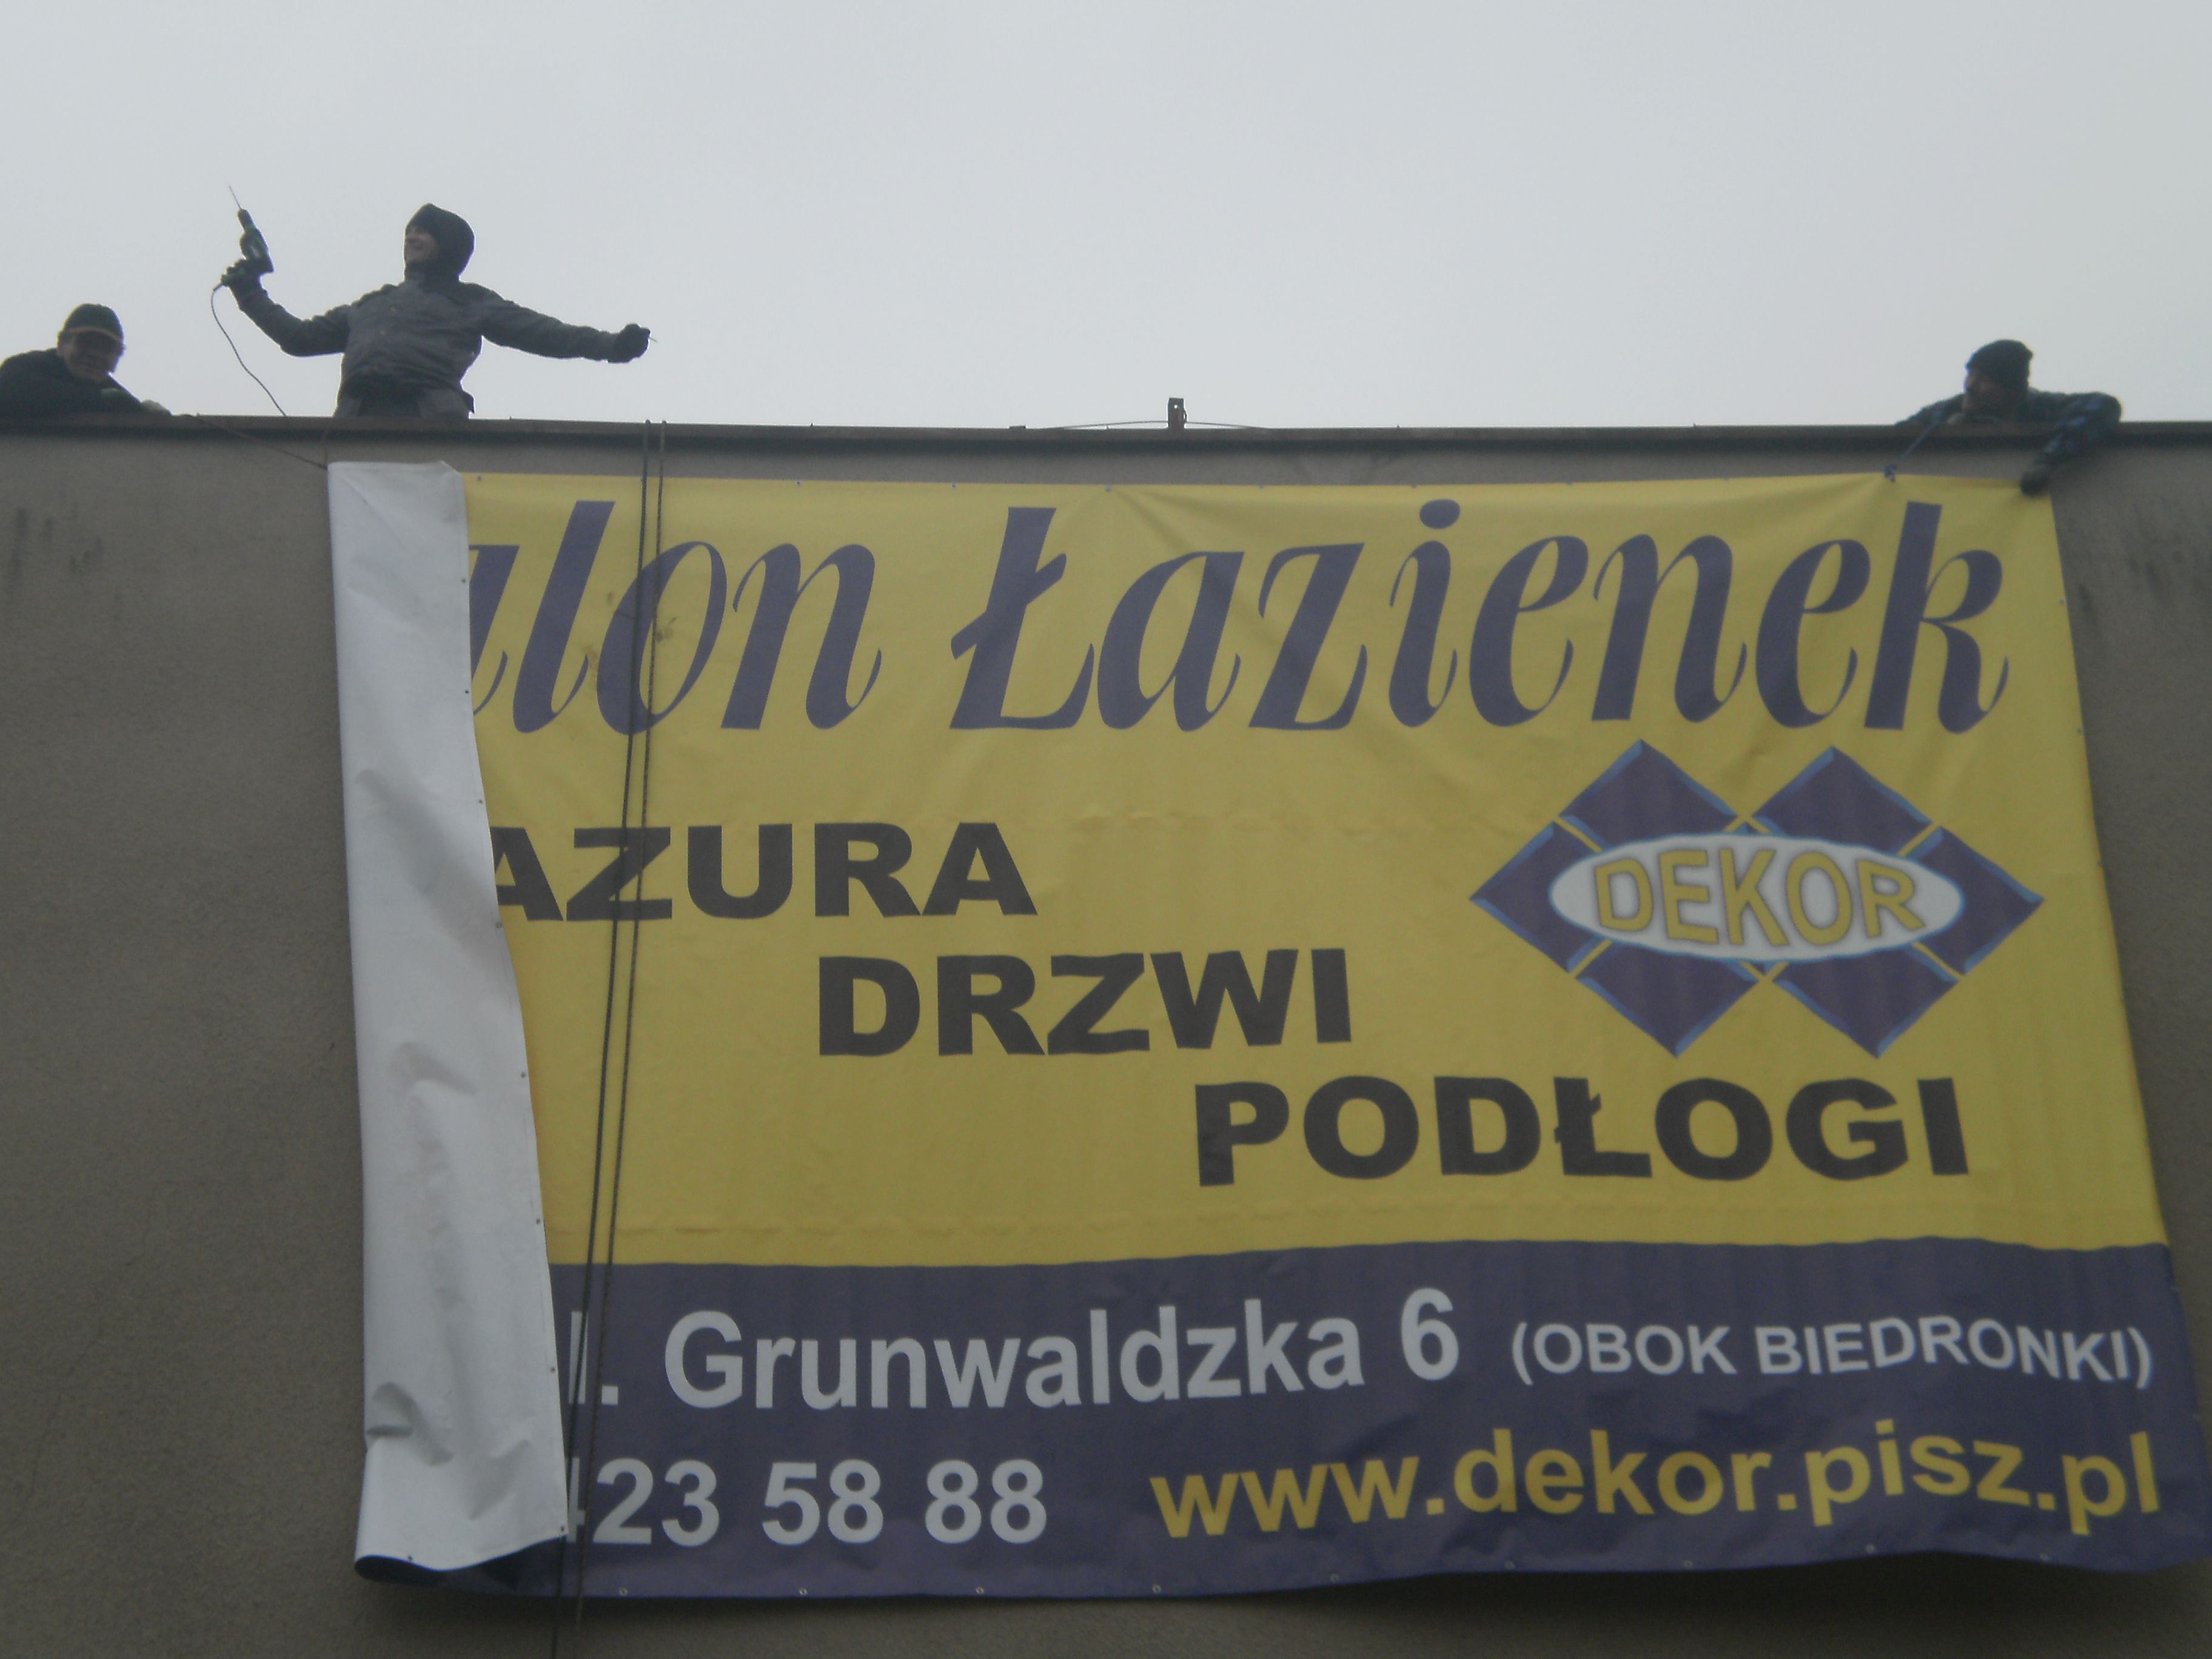 alon Łazienek
AZURA
DEKOR
DRZWI
PODŁOGI
l. Grunwaldzka 6 (OBOK BIEDRONKI)
423 58 88 www.dekor.pisz.pl